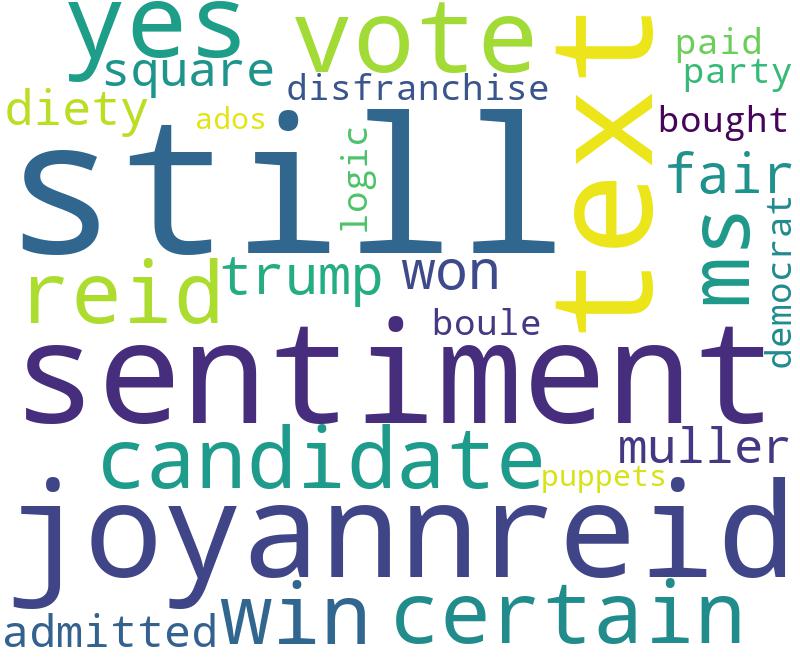 yes
vote
text
paid
square
party
disfranchise
diety
ados
bought
still
logic
fair
ms
democrat
reid
trump
won
boule
sentiment
candidate
muller
puppets
joyannreid
admitted
win
certain